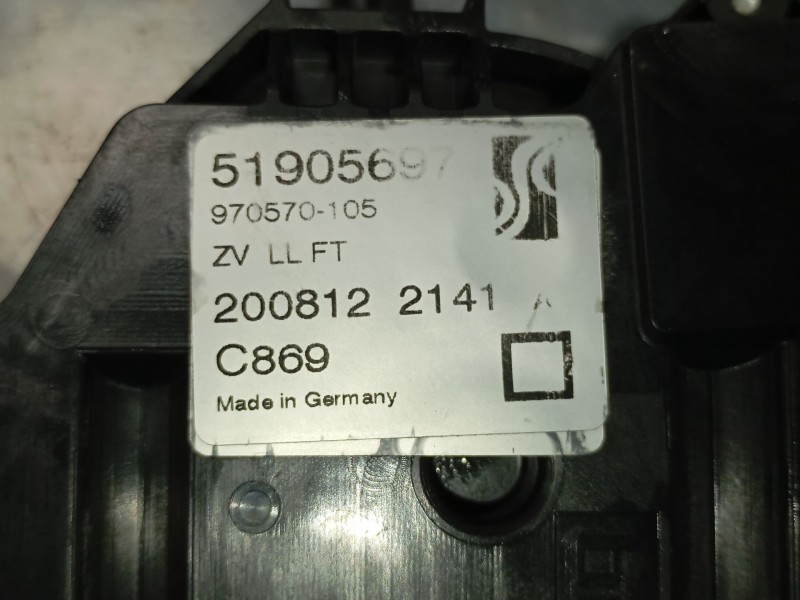 51905697
970570-105
ZV LL FT
200812 2141 A
C869
Made in Germany